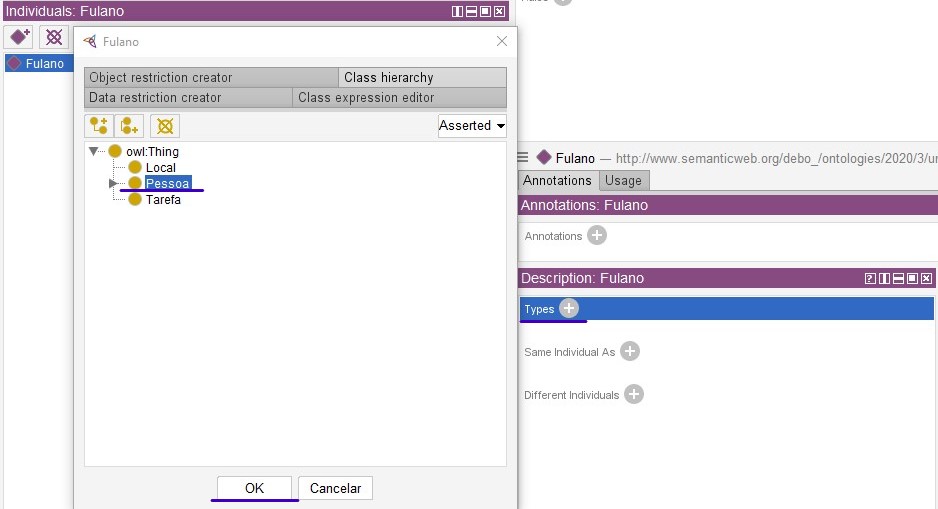 Individuals: Fulano
Fulano
Fulano
Object restriction creator
Class hierarchy
Data restriction creator
Class expression editor
Asserted
owl:Thing
Local
Pessoa
Tarefa
OK
Cancelar
Fulano — http://www.semanticweb.org/debo_/ontologies/2020/3/un
Annotations
Usage
Annotations: Fulano
Annotations
Description: Fulano
Types
Same Individual As
Different Individuals